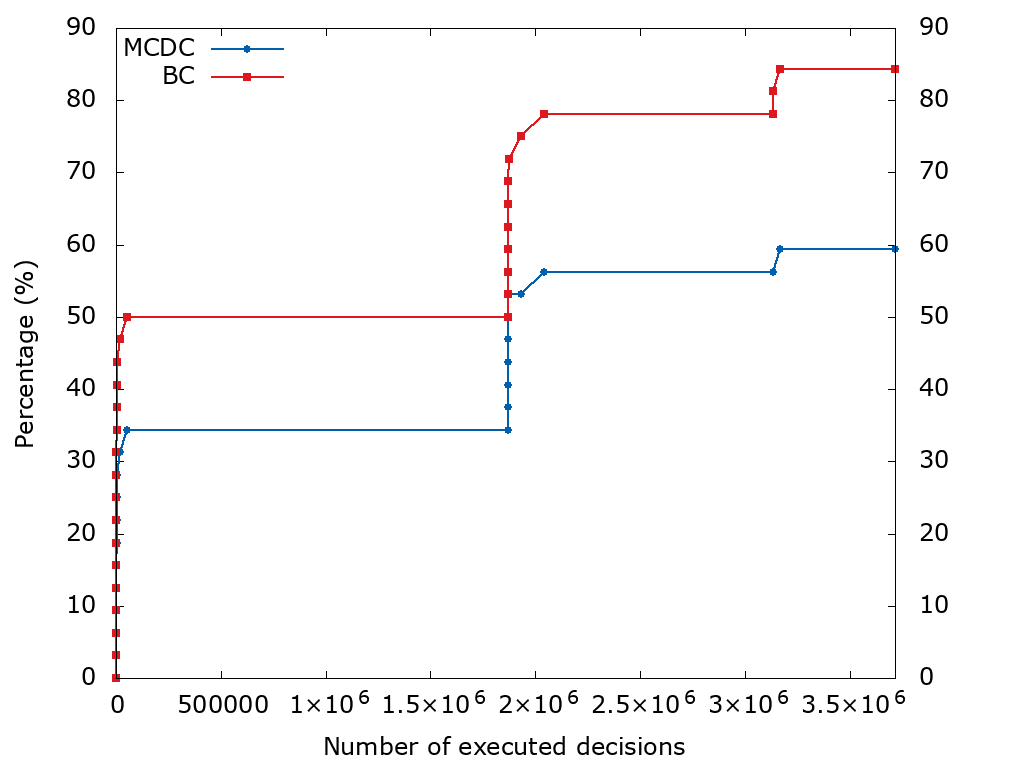 90 90
MCDC
BC
80 80
70 70
60 60
50 50
40 40
30 30
20 20
10 10
0 0
Percentage (%)
0 500000 1×10⁶ 1.5×10⁶ 2×10⁶ 2.5×10⁶ 3×10⁶ 3.5×10⁶
Number of executed decisions